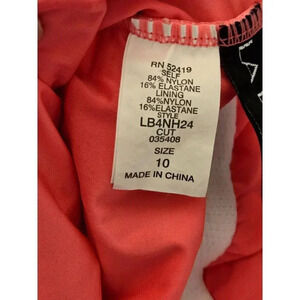 RN 52419
SELF
84% NYLON
16% ELASTANE
LINING
84% NYLON
16% ELASTANE
STYLE
LB4NH24
CUT
035408
SIZE
10
MADE IN CHINA